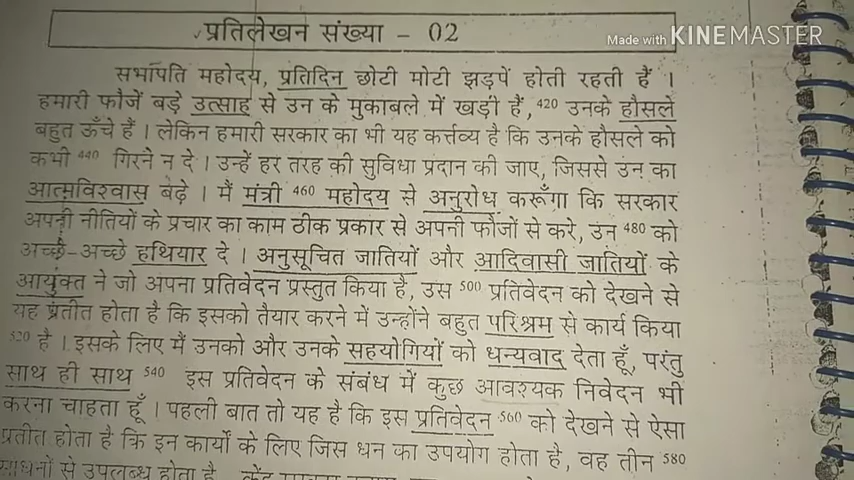 प्रतिलेखन संख्या - 02
Made with KINEMASTER
सभापति महोदय, प्रतिदिन छोटी मोटी झड़पें होती रहती हैं ।
हमारी फौजें बड़े उत्साह से उन के मुकाबले में खड़ी हैं, 420 उनके हौसले
बहुत ऊँचे हैं । लेकिन हमारी सरकार का भी यह कर्त्तव्य है कि उनके हौसले को
कभी 440 गिरने न दे । उन्हें हर तरह की सुविधा प्रदान की जाए, जिससे उन का
आत्मविश्वास बढ़े । मैं मंत्री 460 महोदय से अनुरोध करूँगा कि सरकार
अपनी नीतियों के प्रचार का काम ठीक प्रकार से अपनी फौजों से करे, उन 480 को
अच्छे-अच्छे हथियार दे । अनुसूचित जातियों और आदिवासी जातियों के
आयुक्त ने जो अपना प्रतिवेदन प्रस्तुत किया है, उस 500 प्रतिवेदन को देखने से
यह प्रतीत होता है कि इसको तैयार करने में उन्होंने बहुत परिश्रम से कार्य किया
520 है । इसके लिए मैं उनको और उनके सहयोगियों को धन्यवाद देता हूँ, परंतु
साथ ही साथ 540 इस प्रतिवेदन के संबंध में कुछ आवश्यक निवेदन भी
करना चाहता हूँ । पहली बात तो यह है कि इस प्रतिवेदन 560 को देखने से ऐसा
प्रतीत होता है कि इन कार्यों के लिए जिस धन का उपयोग होता है, वह तीन 580
साधनों से उपलब्ध होता है